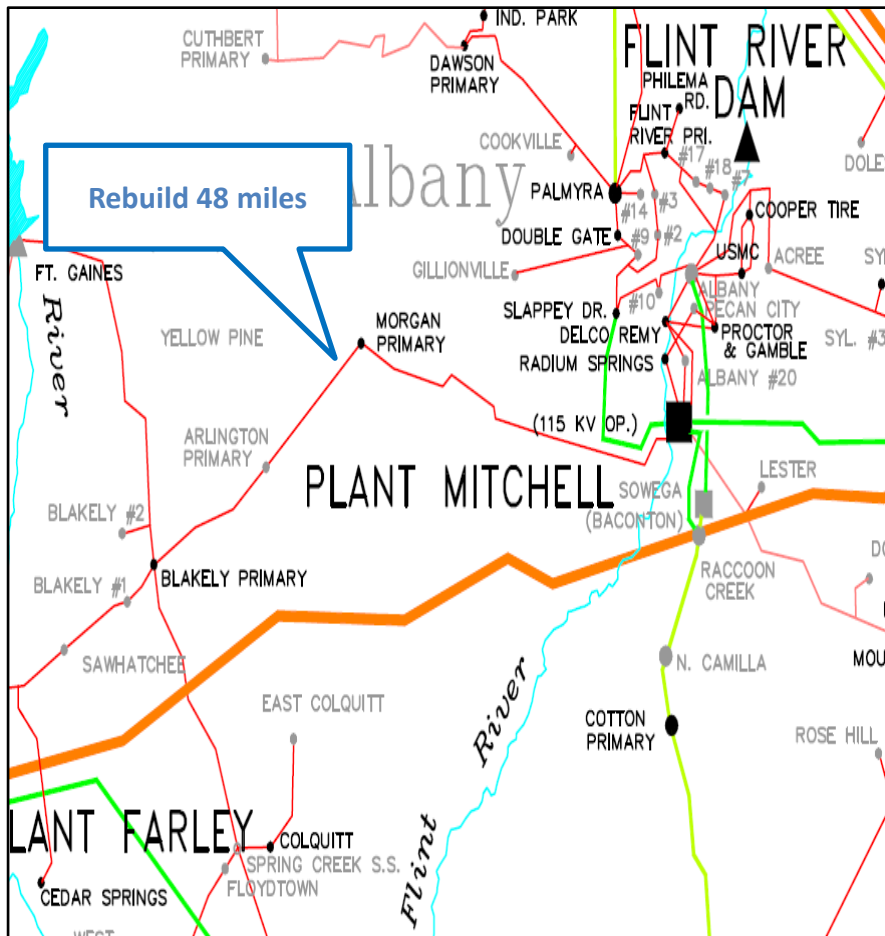 IND. PARK
CUTHBERT
PRIMARY
DAWSON
PRIMARY
FLINT RIVER
DAM
PHILEMA
RD.
FLINT
RIVER PRI.
COOKVILLE
#17
#18
#7
DOLES
Albany
Rebuild 48 miles
PALMYRA
#14
#3
COOPER TIRE
DOUBLE GATE
#9
#2
USMC
ACREE
SYL
FT. GAINES
GILLIONVILLE
#10
ALBANY
PECAN CITY
River
YELLOW PINE
MORGAN
PRIMARY
SLAPPEY DR.
DELCO REMY
PROCTOR
& GAMBLE
SYL. #3
RADIUM SPRINGS
ALBANY #20
(115 KV OP.)
ARLINGTON
PRIMARY
PLANT MITCHELL
SOWEGA
(BACONTON)
LESTER
BLAKELY #2
BLAKELY PRIMARY
BLAKELY #1
RACCOON
CREEK
DO
SAWHATCHEE
N. CAMILLA
MOU
EAST COLQUITT
River
COTTON
PRIMARY
ROSE HILL
LANT FARLEY
COLQUITT
SPRING CREEK S.S.
FLOYDTOWN
Flint
CEDAR SPRINGS
WEST